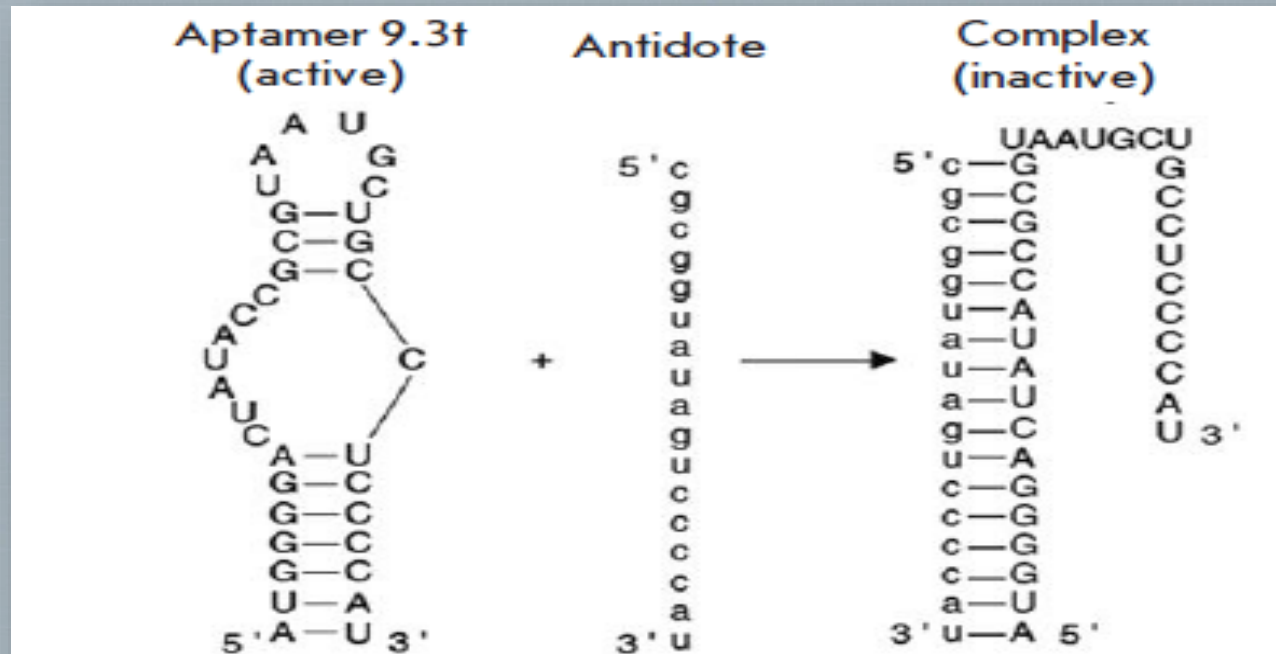 Aptamer 9.3t
(active)
A U
A G
U C
G—U
C—G
G—C
C
C
A
U C
A
U
C
A—U
G—C
G—C
G—C
G—C
U—A
5'A—U 3'
+
Antidote
5'c
g
c
g
g
u
a
u
a
g
u
c
c
c
c
a
3'u
Complex
(inactive)
UAAUGCU
5'c—G G
g—C C
c—G C
g—C U
g—C C
u—A C
a—U C
u—A C
a—U A
g—C U 3'
u—A
c—G
c—G
c—G
c—G
a—U
3'u—A 5'